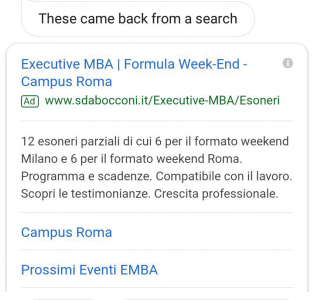 These came back from a search
Executive MBA | Formula Week-End -
Campus Roma
Ad www.sdabocconi.it/Executive-MBA/Esoneri
12 esoneri parziali di cui 6 per il formato weekend
Milano e 6 per il formato weekend Roma.
Programma e scadenze. Compatibile con il lavoro.
Scopri le testimonianze. Crescita professionale.
Campus Roma
Prossimi Eventi EMBA